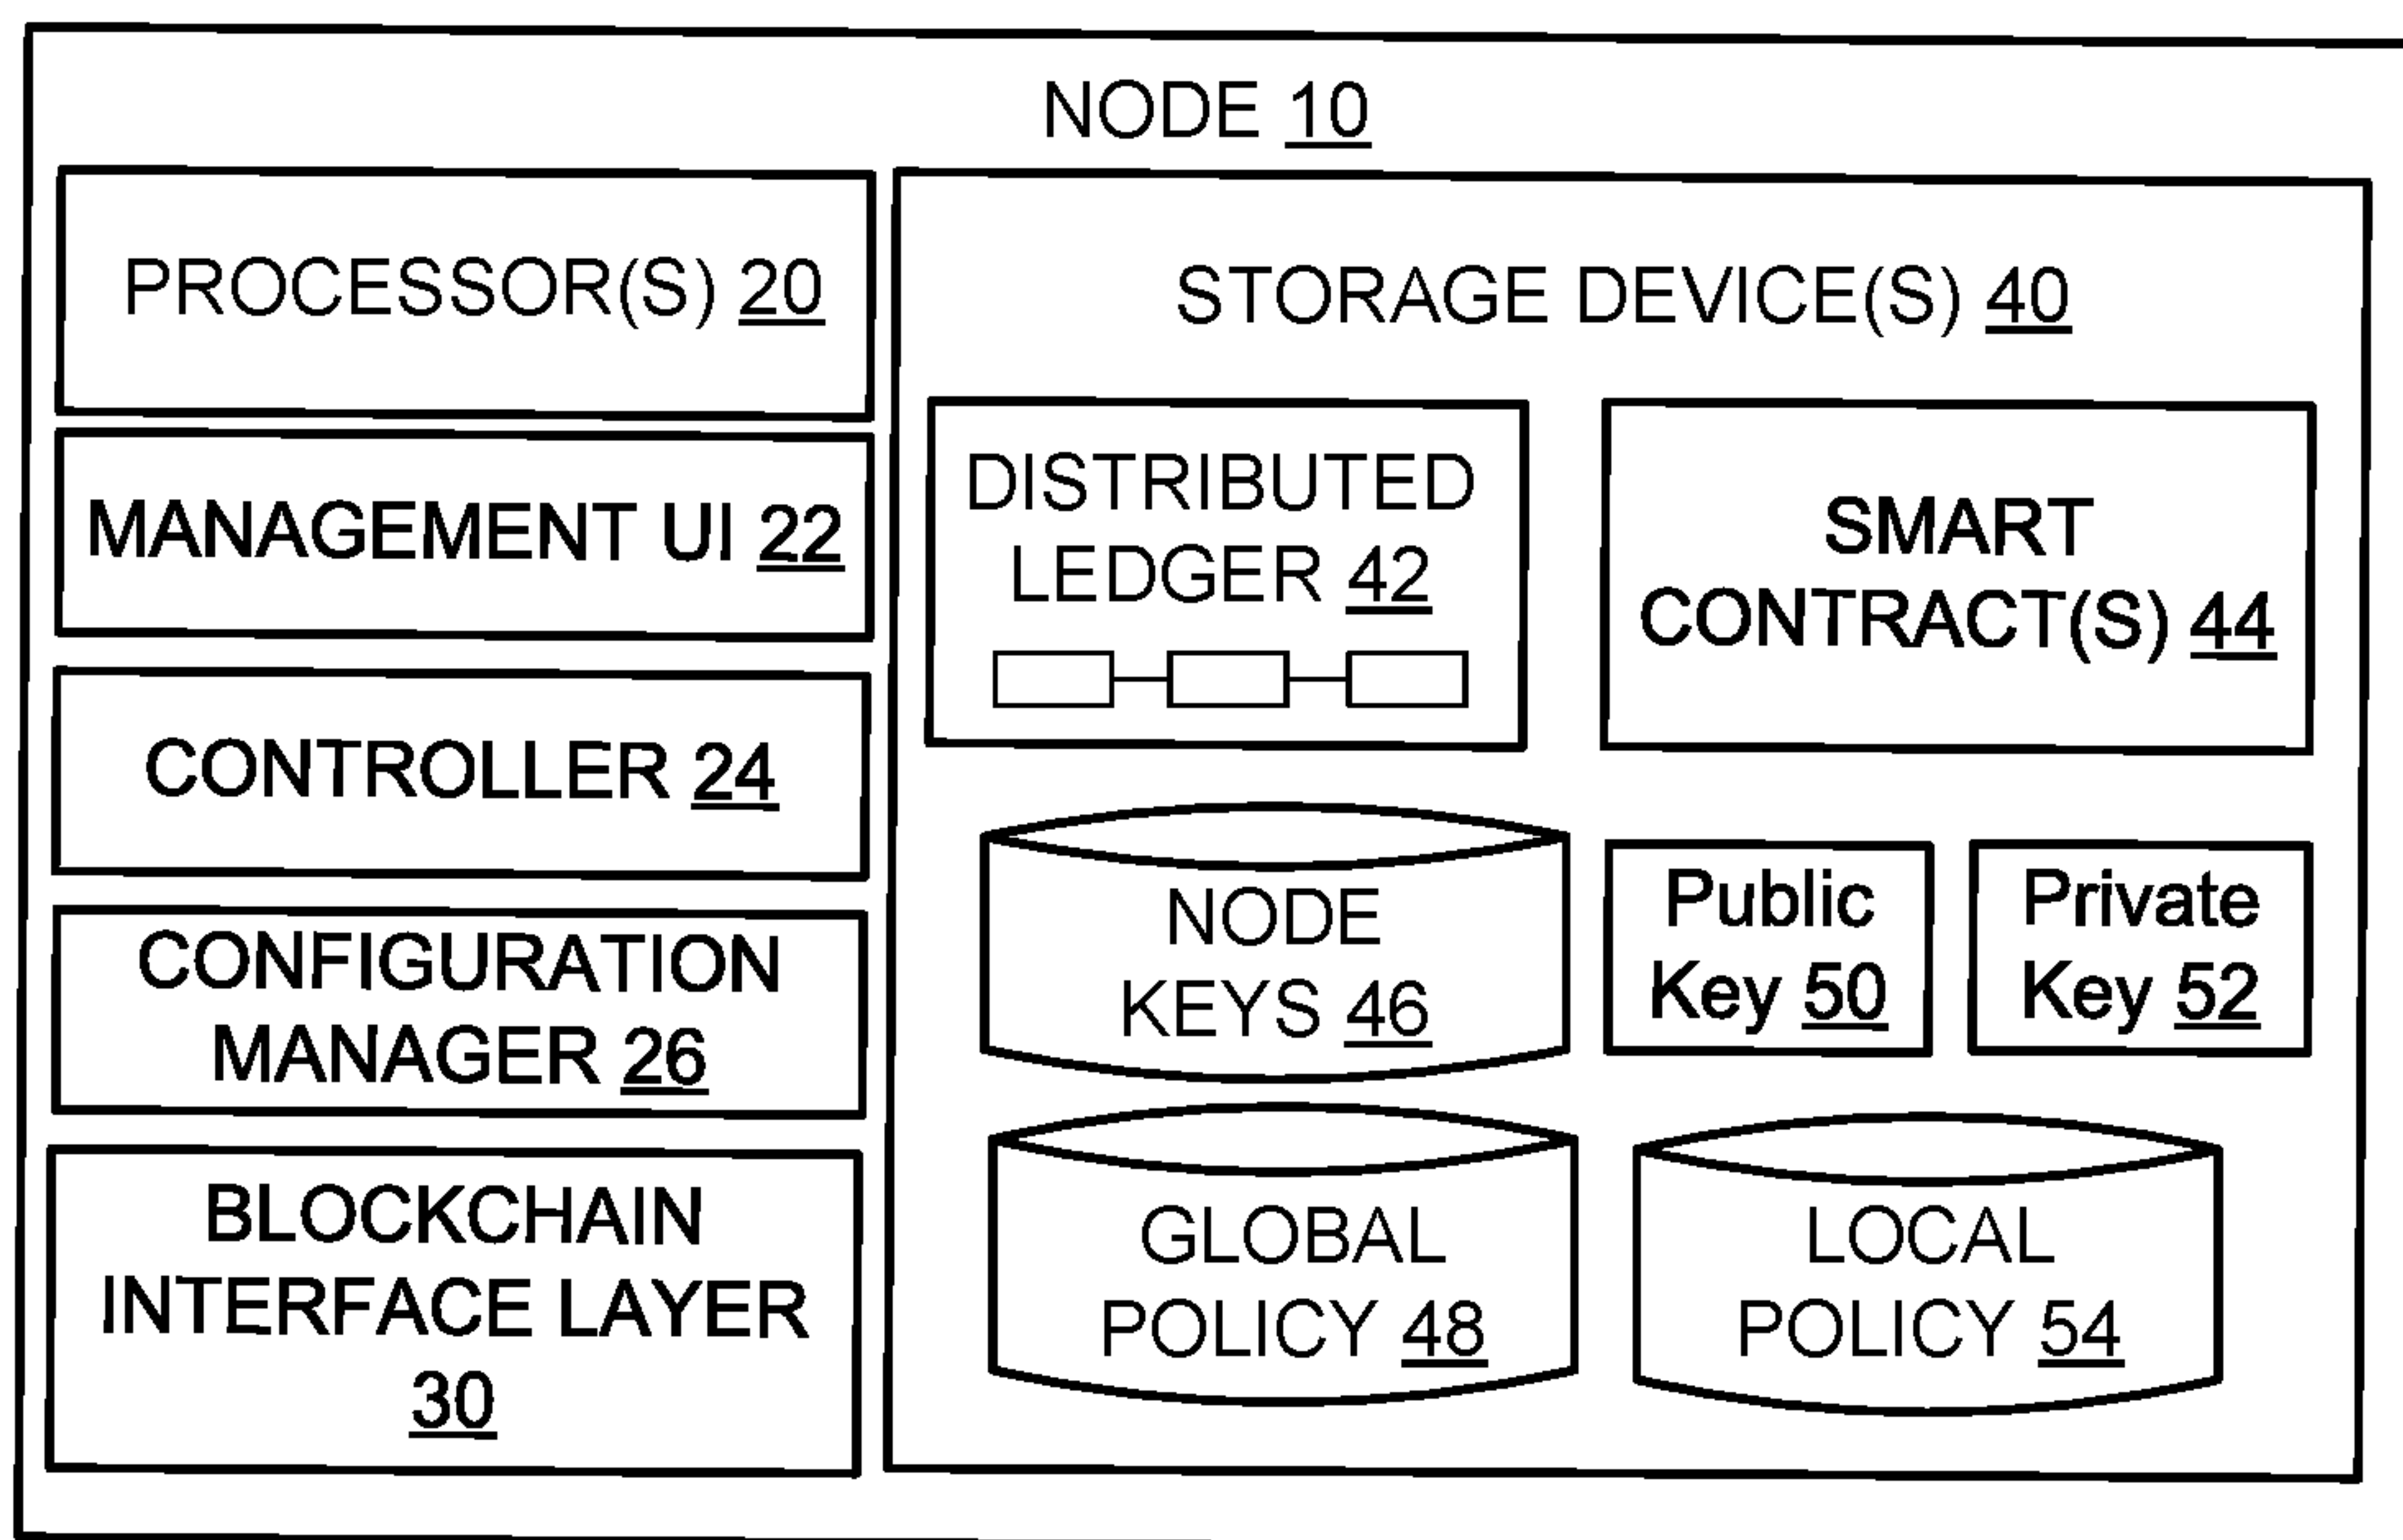 NODE 10
PROCESSOR(S) 20
MANAGEMENT UI 22
CONTROLLER 24
CONFIGURATION
MANAGER 26
BLOCKCHAIN
INTERFACE LAYER
30
STORAGE DEVICE(S) 40
DISTRIBUTED
LEDGER 42
SMART
CONTRACT(S) 44
NODE
KEYS 46
Public
Key 50
Private
Key 52
GLOBAL
POLICY 48
LOCAL
POLICY 54